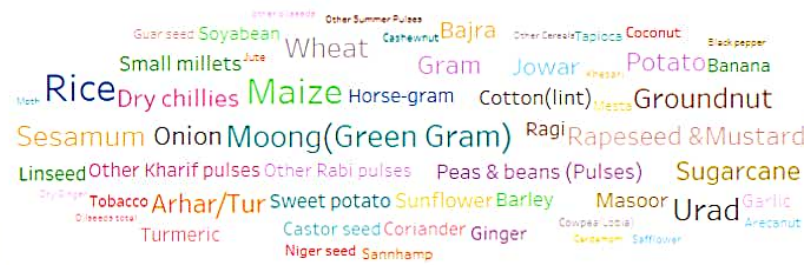 Other oilseeds
Other Summer Pulses
Guar seed Soyabean Wheat Cashewnut Bajra Other Cereals Tapioca Coconut
Black pepper
Small millets Jute Gram Jowar Khesari Potato Banana
Moth Rice Dry chillies Maize Horse-gram Cotton(lint) Mesta Groundnut
Sesamum Onion Moong(Green Gram) Ragi Rapeseed &Mustard
Linseed Other Kharif pulses Other Rabi pulses Peas & beans (Pulses) Sugarcane
Dry Ginger Tobacco Arhar/Tur Sweet potato Sunflower Barley Masoor Urad Garlic
Oilseeds total Turmeric Castor seed Coriander Ginger Cowpea(Lobia) Arecanut
Cardamom Safflower
Niger seed Sannhamp